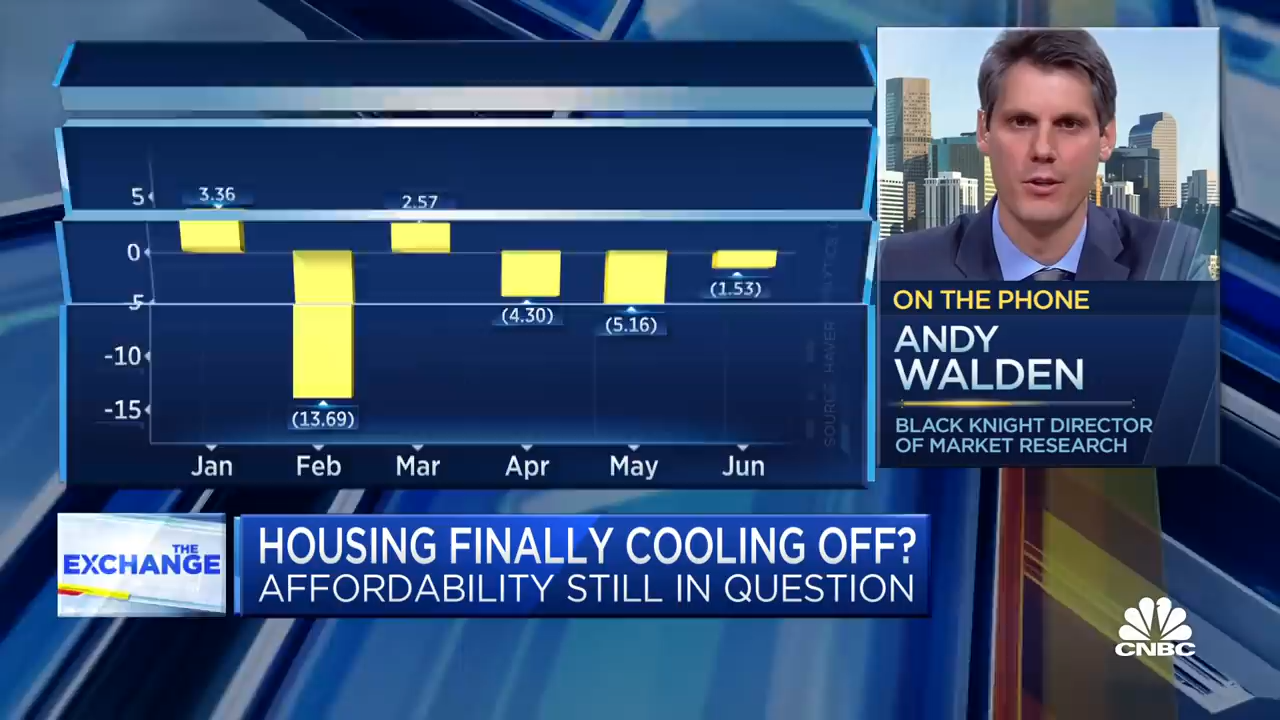 5
3.36
2.57
0
-5
(1.53)
(4.30)
(5.16)
-10
-15
(13.69)
Jan Feb Mar Apr May Jun
SOURCE: HAVER
ON THE PHONE
ANDY
WALDEN
BLACK KNIGHT DIRECTOR
OF MARKET RESEARCH
THE
EXCHANGE
HOUSING FINALLY COOLING OFF?
AFFORDABILITY STILL IN QUESTION
CNBC